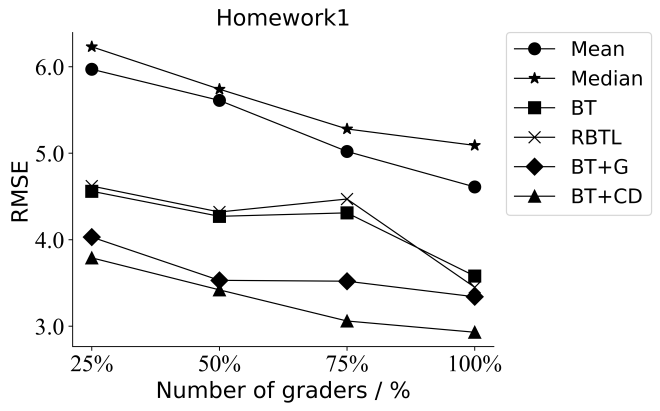 Homework1
RMSE
6.0
5.0
4.0
3.0
25% 50% 75% 100%
Number of graders / %
Mean
Median
BT
RBTL
BT+G
BT+CD